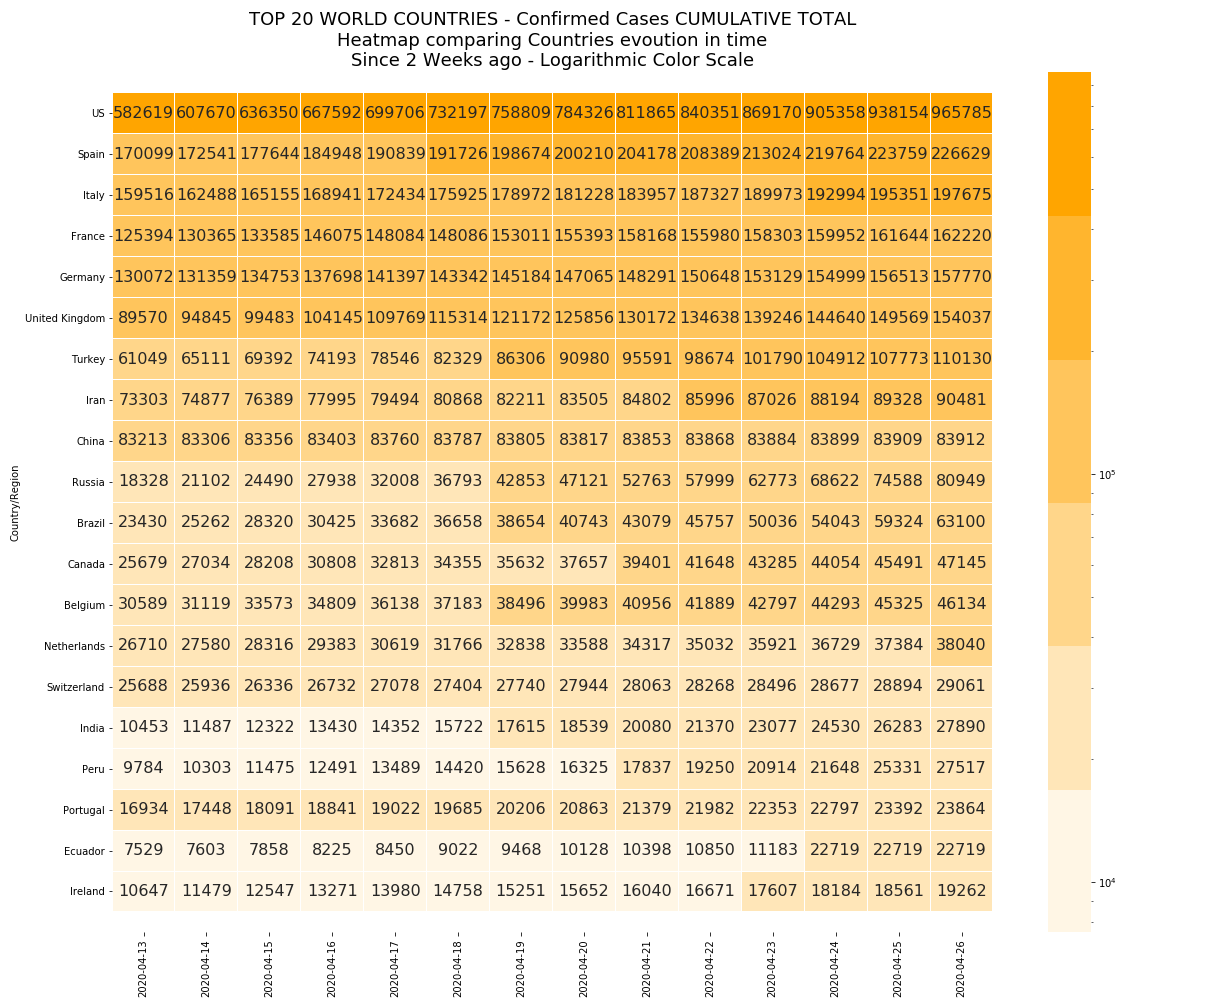 TOP 20 WORLD COUNTRIES - Confirmed Cases CUMULATIVE TOTAL
Heatmap comparing Countries evoution in time
Since 2 Weeks ago - Logarithmic Color Scale
US 582619 607670 636350 667592 699706 732197 758809 784326 811865 840351 869170 905358 938154 965785
Spain 170099 172541 177644 184948 190839 191726 198674 200210 204178 208389 213024 219764 223759 226629
Italy 159516 162488 165155 168941 172434 175925 178972 181228 183957 187327 189973 192994 195351 197675
France 125394 130365 133585 146075 148084 148086 153011 155393 158168 155980 158303 159952 161644 162220
Germany 130072 131359 134753 137698 141397 143342 145184 147065 148291 150648 153129 154999 156513 157770
United Kingdom 89570 94845 99483 104145 109769 115314 121172 125856 130172 134638 139246 144640 149569 154037
Turkey 61049 65111 69392 74193 78546 82329 86306 90980 95591 98674 101790 104912 107773 110130
Iran 73303 74877 76389 77995 79494 80868 82211 83505 84802 85996 87026 88194 89328 90481
China 83213 83306 83356 83403 83760 83787 83805 83817 83853 83868 83884 83899 83909 83912
Russia 18328 21102 24490 27938 32008 36793 42853 47121 52763 57999 62773 68622 74588 80949
Brazil 23430 25262 28320 30425 33682 36658 38654 40743 43079 45757 50036 54043 59324 63100
Canada 25679 27034 28208 30808 32813 34355 35632 37657 39401 41648 43285 44054 45491 47145
Belgium 30589 31119 33573 34809 36138 37183 38496 39983 40956 41889 42797 44293 45325 46134
Netherlands 26710 27580 28316 29383 30619 31766 32838 33588 34317 35032 35921 36729 37384 38040
Switzerland 25688 25936 26336 26732 27078 27404 27740 27944 28063 28268 28496 28677 28894 29061
India 10453 11487 12322 13430 14352 15722 17615 18539 20080 21370 23077 24530 26283 27890
Peru 9784 10303 11475 12491 13489 14420 15628 16325 17837 19250 20914 21648 25331 27517
Portugal 16934 17448 18091 18841 19022 19685 20206 20863 21379 21982 22353 22797 23392 23864
Ecuador 7529 7603 7858 8225 8450 9022 9468 10128 10398 10850 11183 22719 22719 22719
Ireland 10647 11479 12547 13271 13980 14758 15251 15652 16040 16671 17607 18184 18561 19262
2020-04-13 2020-04-14 2020-04-15 2020-04-16 2020-04-17 2020-04-18 2020-04-19 2020-04-20 2020-04-21 2020-04-22 2020-04-23 2020-04-24 2020-04-25 2020-04-26
Country/Region
10⁵
10⁴